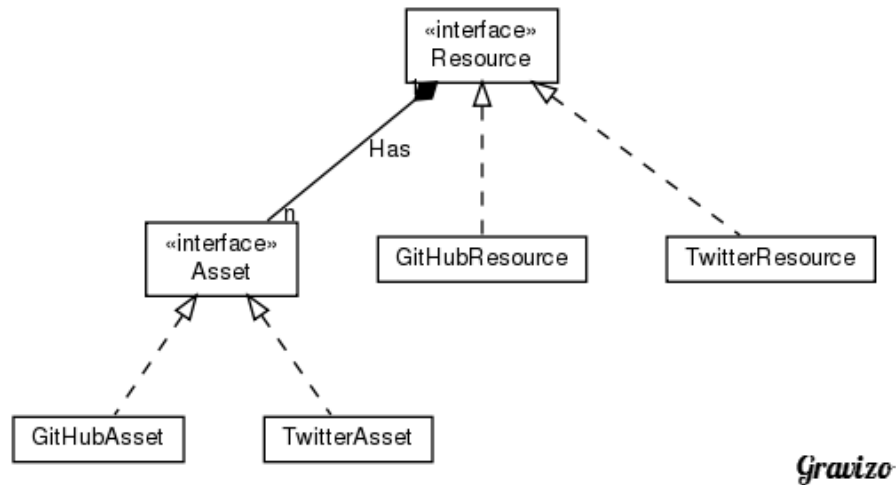 «interface»
Resource
Has
n
«interface»
Asset
GitHubResource
TwitterResource
GitHubAsset
TwitterAsset
Gravizo